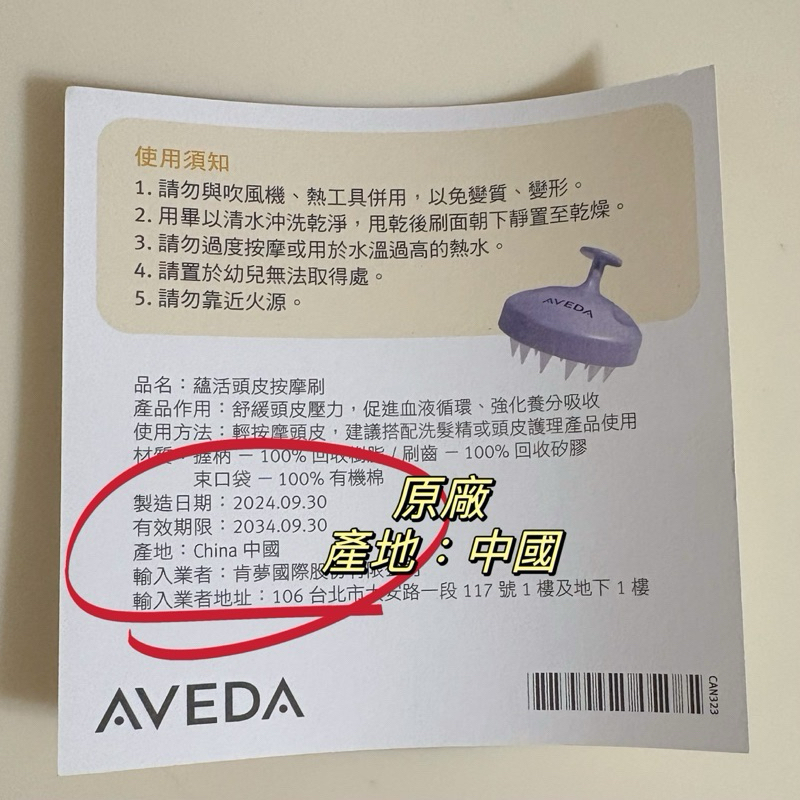 使用須知
1. 請勿與吹風機、熱工具併用，以免變質、變形。
2. 用畢以清水沖洗乾淨，甩乾後刷面朝下靜置至乾燥。
3. 請勿過度按摩或用於水溫過高的熱水。
4. 請置於幼兒無法取得處。
5. 請勿靠近火源。
AVEDA
品名：蘊活頭皮按摩刷
產品作用：舒緩頭皮壓力，促進血液循環、強化養分吸收
使用方法：輕按摩頭皮，建議搭配洗髮精或頭皮護理產品使用
材質：握柄 – 100% 回收樹脂 / 刷齒 – 100% 回收矽膠
束口袋 – 100% 有機棉
製造日期：2024.09.30
有效期限：2034.09.30
原廠
產地：中國
產地：China 中國
輸入業者：肯夢國際股份有限公司
輸入業者地址：106 台北市大安路一段 117 號 1 樓及地下 1 樓
AVEDA
CAN323